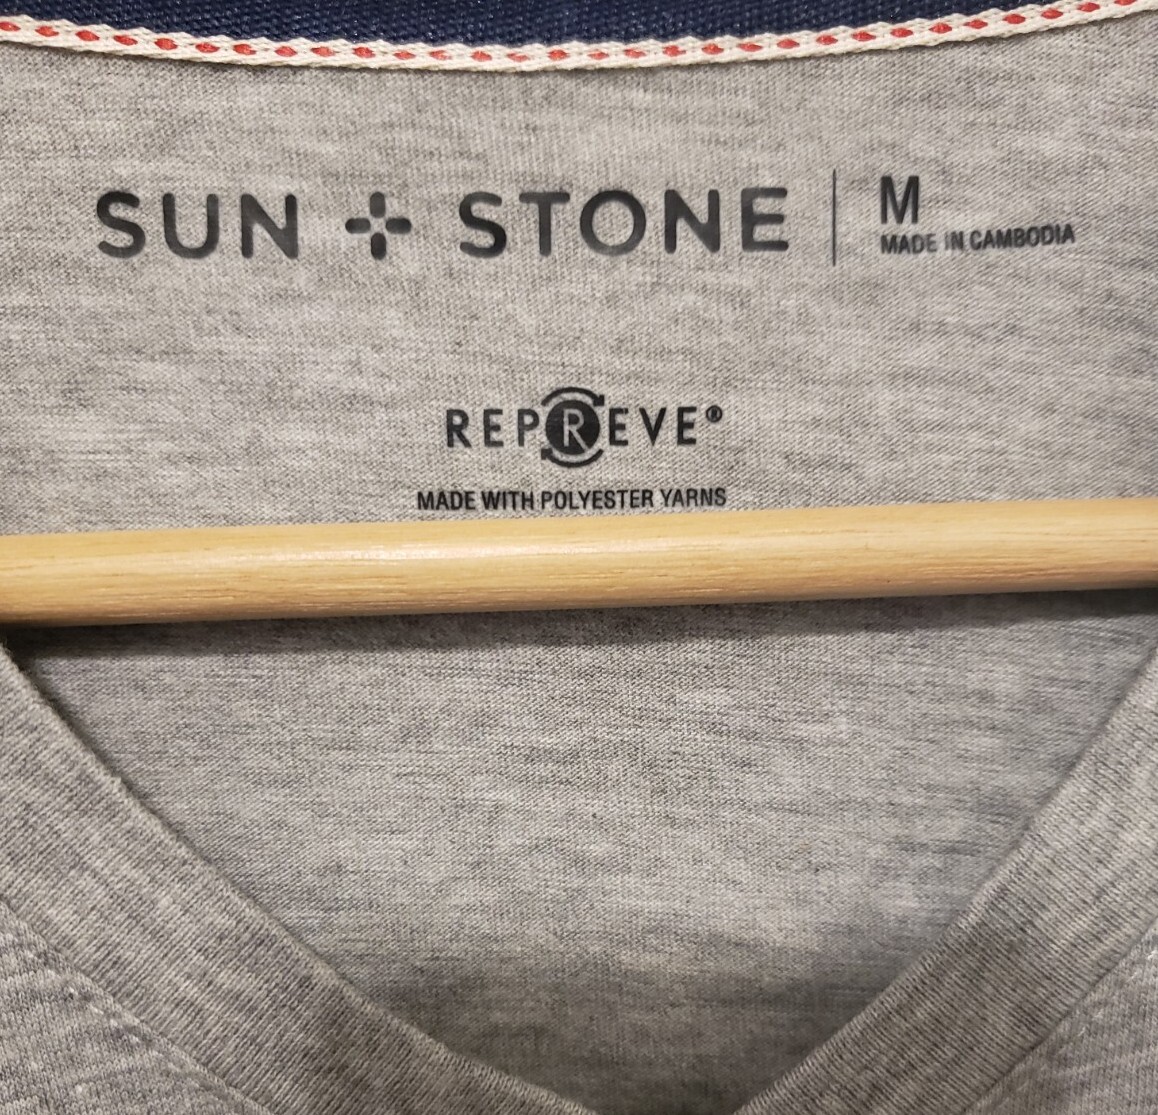 SUN + STONE
M
MADE IN CAMBODIA
REPREVE®
MADE WITH POLYESTER YARNS